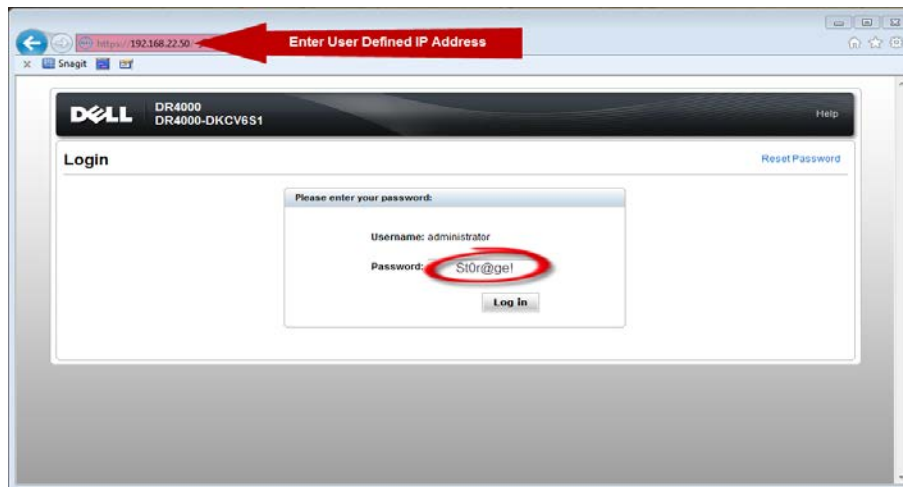 https://192.168.22.50/
Enter User Defined IP Address
x Snagit
DELL
DR4000
DR4000-DKCV6S1
Help
Login
Reset Password
Please enter your password:
Username: administrator
Password: St0r@ge!
Log in